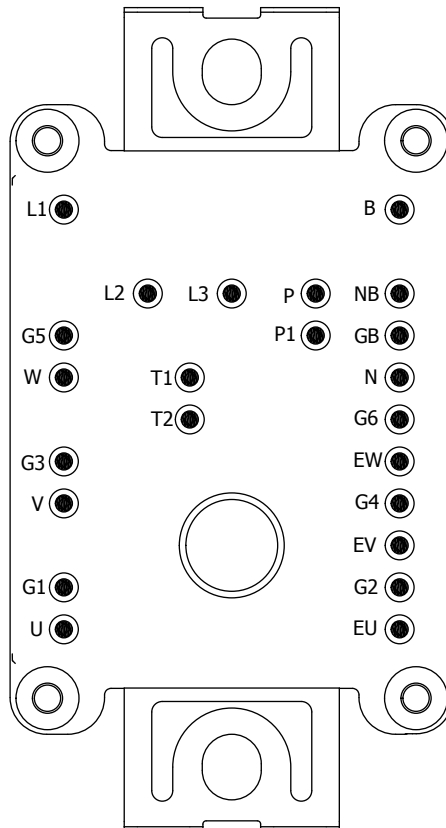 L1 B
L2 L3 P NB
G5 P1 GB
W T1 N
T2 G6
G3 EW
V G4
EV
G1 G2
U EU